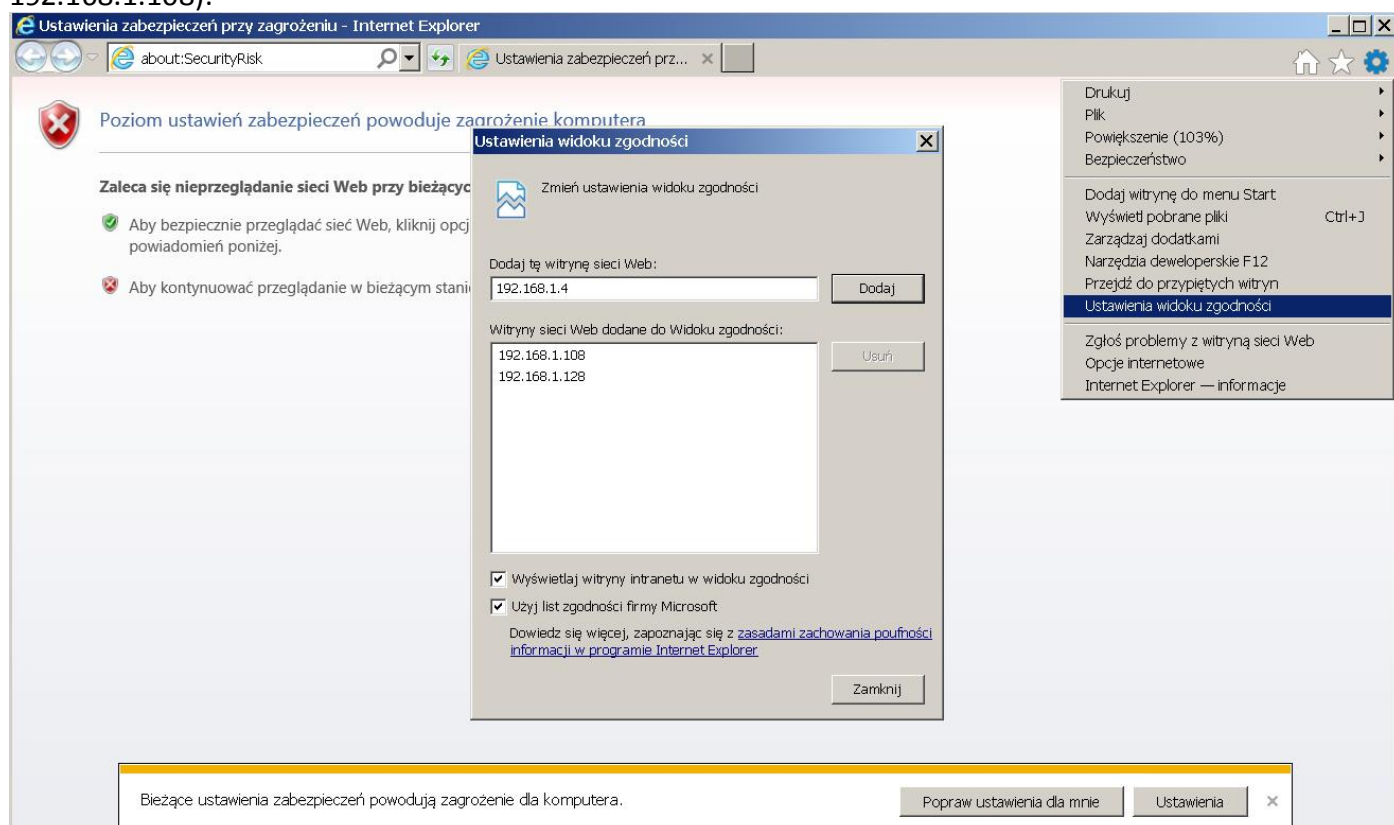 192.168.1.108).
Ustawienia zabezpieczeń przy zagrożeniu - Internet Explorer
about:SecurityRisk
Ustawienia zabezpieczeń prz...
Poziom ustawień zabezpieczeń powoduje zagrożenie komputera
Zaleca się nieprzeglądanie sieci Web przy bieżącyc
Aby bezpiecznie przeglądać sieć Web, kliknij opcj
powiadomień poniżej.
Aby kontynuować przeglądanie w bieżącym stani
Ustawienia widoku zgodności
Zmień ustawienia widoku zgodności
Dodaj tę witrynę sieci Web:
192.168.1.4
Dodaj
Witryny sieci Web dodane do Widoku zgodności:
192.168.1.108
192.168.1.128
Usuń
Wyświetlaj witryny intranetu w widoku zgodności
Użyj list zgodności firmy Microsoft
Dowiedz się więcej, zapoznając się z zasadami zachowania poufności
informacji w programie Internet Explorer
Zamknij
Drukuj
Plik
Powiększenie (103%)
Bezpieczeństwo
Dodaj witrynę do menu Start
Wyświetl pobrane pliki Ctrl+J
Zarządzaj dodatkami
Narzędzia deweloperskie F12
Przejdź do przypiętych witryn
Ustawienia widoku zgodności
Zgłoś problemy z witryną sieci Web
Opcje internetowe
Internet Explorer — informacje
Bieżące ustawienia zabezpieczeń powodują zagrożenie dla komputera.
Popraw ustawienia dla mnie
Ustawienia